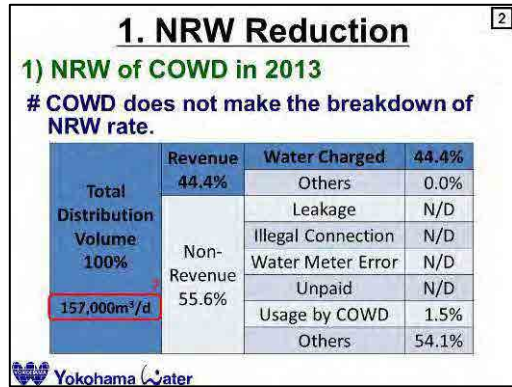 2
1. NRW Reduction
1) NRW of COWD in 2013
# COWD does not make the breakdown of
NRW rate.
Total
Distribution
Volume
100%
157,000m³/d
?
Revenue
44.4%
Water Charged 44.4%
Others 0.0%
Non-
Revenue
55.6%
Leakage N/D
Illegal Connection N/D
Water Meter Error N/D
Unpaid N/D
Usage by COWD 1.5%
Others 54.1%
Yokohama Water